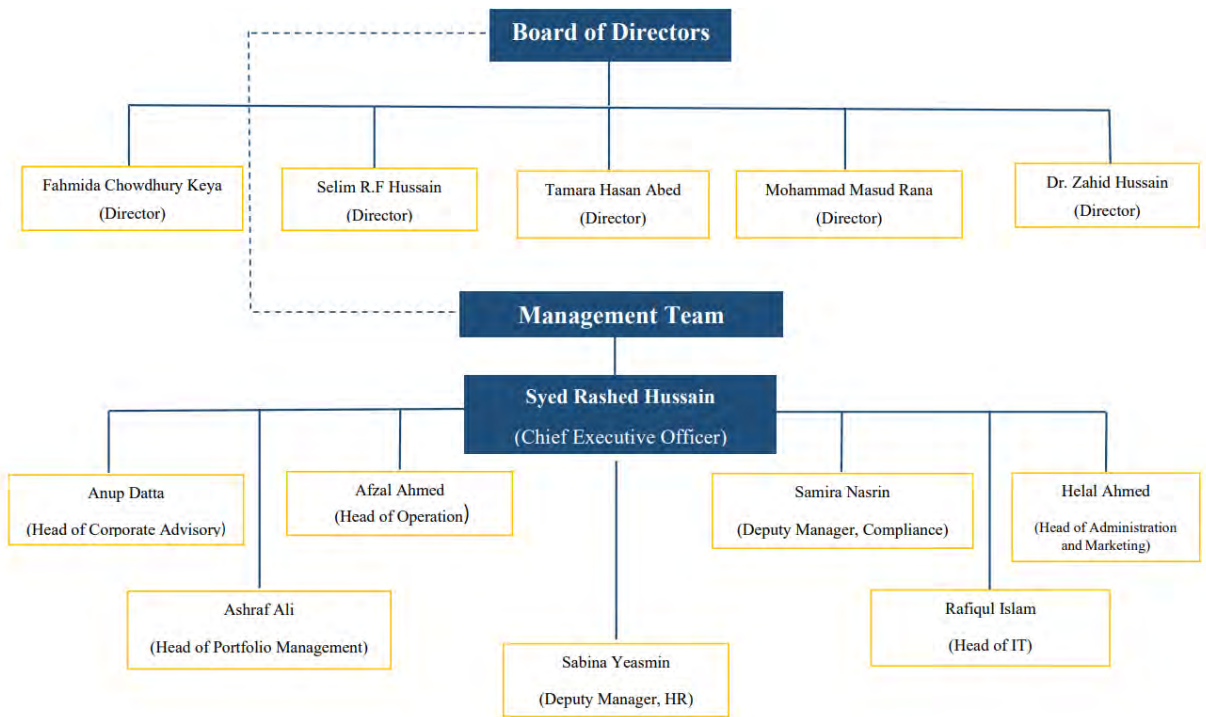 Board of Directors
Fahmida Chowdhury Keya
(Director)
Selim R.F Hussain
(Director)
Tamara Hasan Abed
(Director)
Mohammad Masud Rana
(Director)
Dr. Zahid Hussain
(Director)
Management Team
Syed Rashed Hussain
(Chief Executive Officer)
Anup Datta
(Head of Corporate Advisory)
Afzal Ahmed
(Head of Operation)
Samira Nasrin
(Deputy Manager, Compliance)
Helal Ahmed
(Head of Administration
and Marketing)
Ashraf Ali
(Head of Portfolio Management)
Sabina Yeasmin
(Deputy Manager, HR)
Rafiqul Islam
(Head of IT)